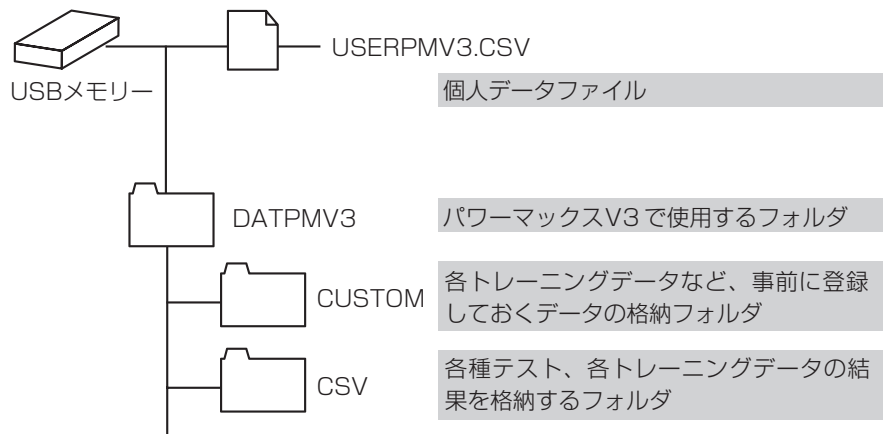 USERPMV3.CSV
USBメモリー
個人データファイル
DATPMV3
パワーマックスV3で使用するフォルダ
CUSTOM
各トレーニングデータなど、事前に登録
しておくデータの格納フォルダ
CSV
各種テスト、各トレーニングデータの結
果を格納するフォルダ